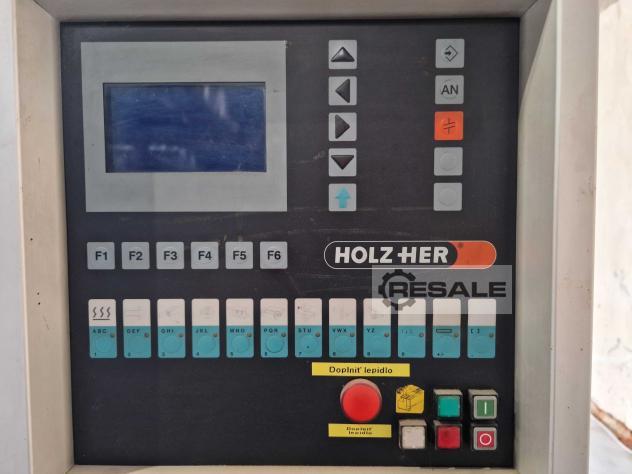 AN
F1 F2 F3 F4 F5 F6
HOLZ HER
RESALE
ABC DEF GHI JKL MNO PQR STU VWX YZ
1 2 3 4 5 6 7 8 9 +/-
Doplniť lepidlo
Doplniť
lepidlo